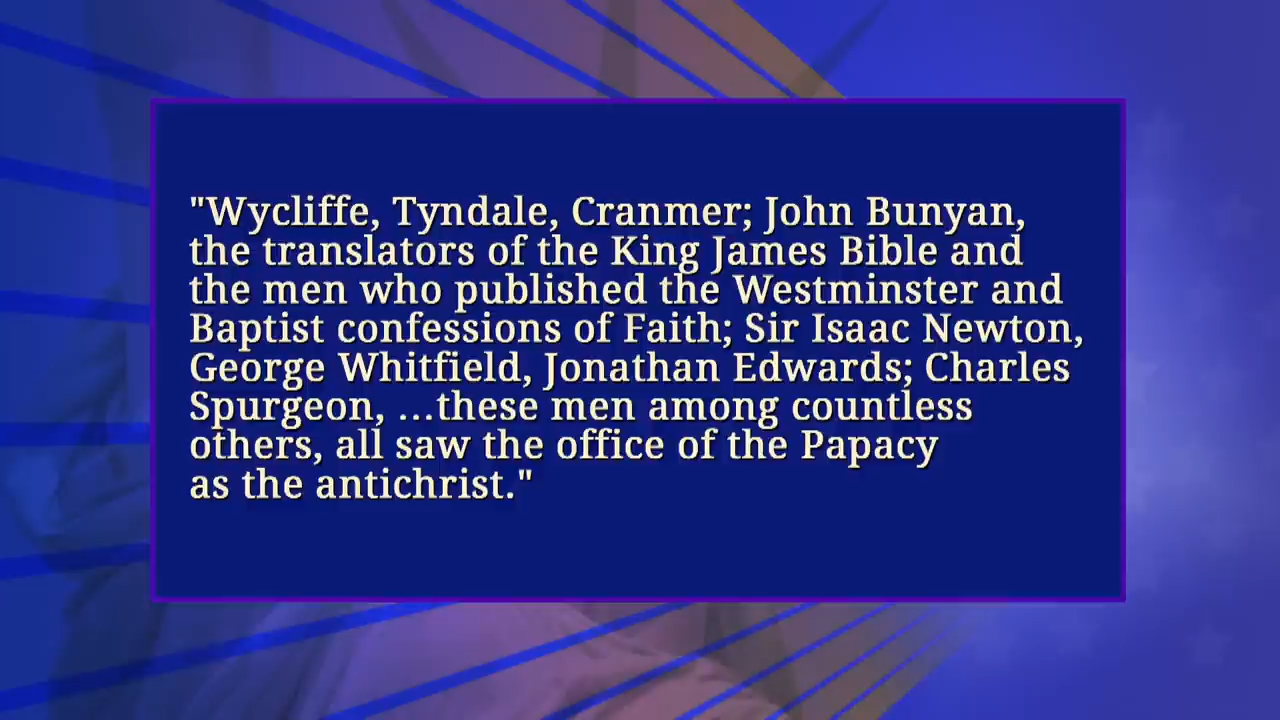 "Wycliffe, Tyndale, Cranmer; John Bunyan,
the translators of the King James Bible and
the men who published the Westminster and
Baptist confessions of Faith; Sir Isaac Newton,
George Whitfield, Jonathan Edwards; Charles
Spurgeon, ...these men among countless
others, all saw the office of the Papacy
as the antichrist."